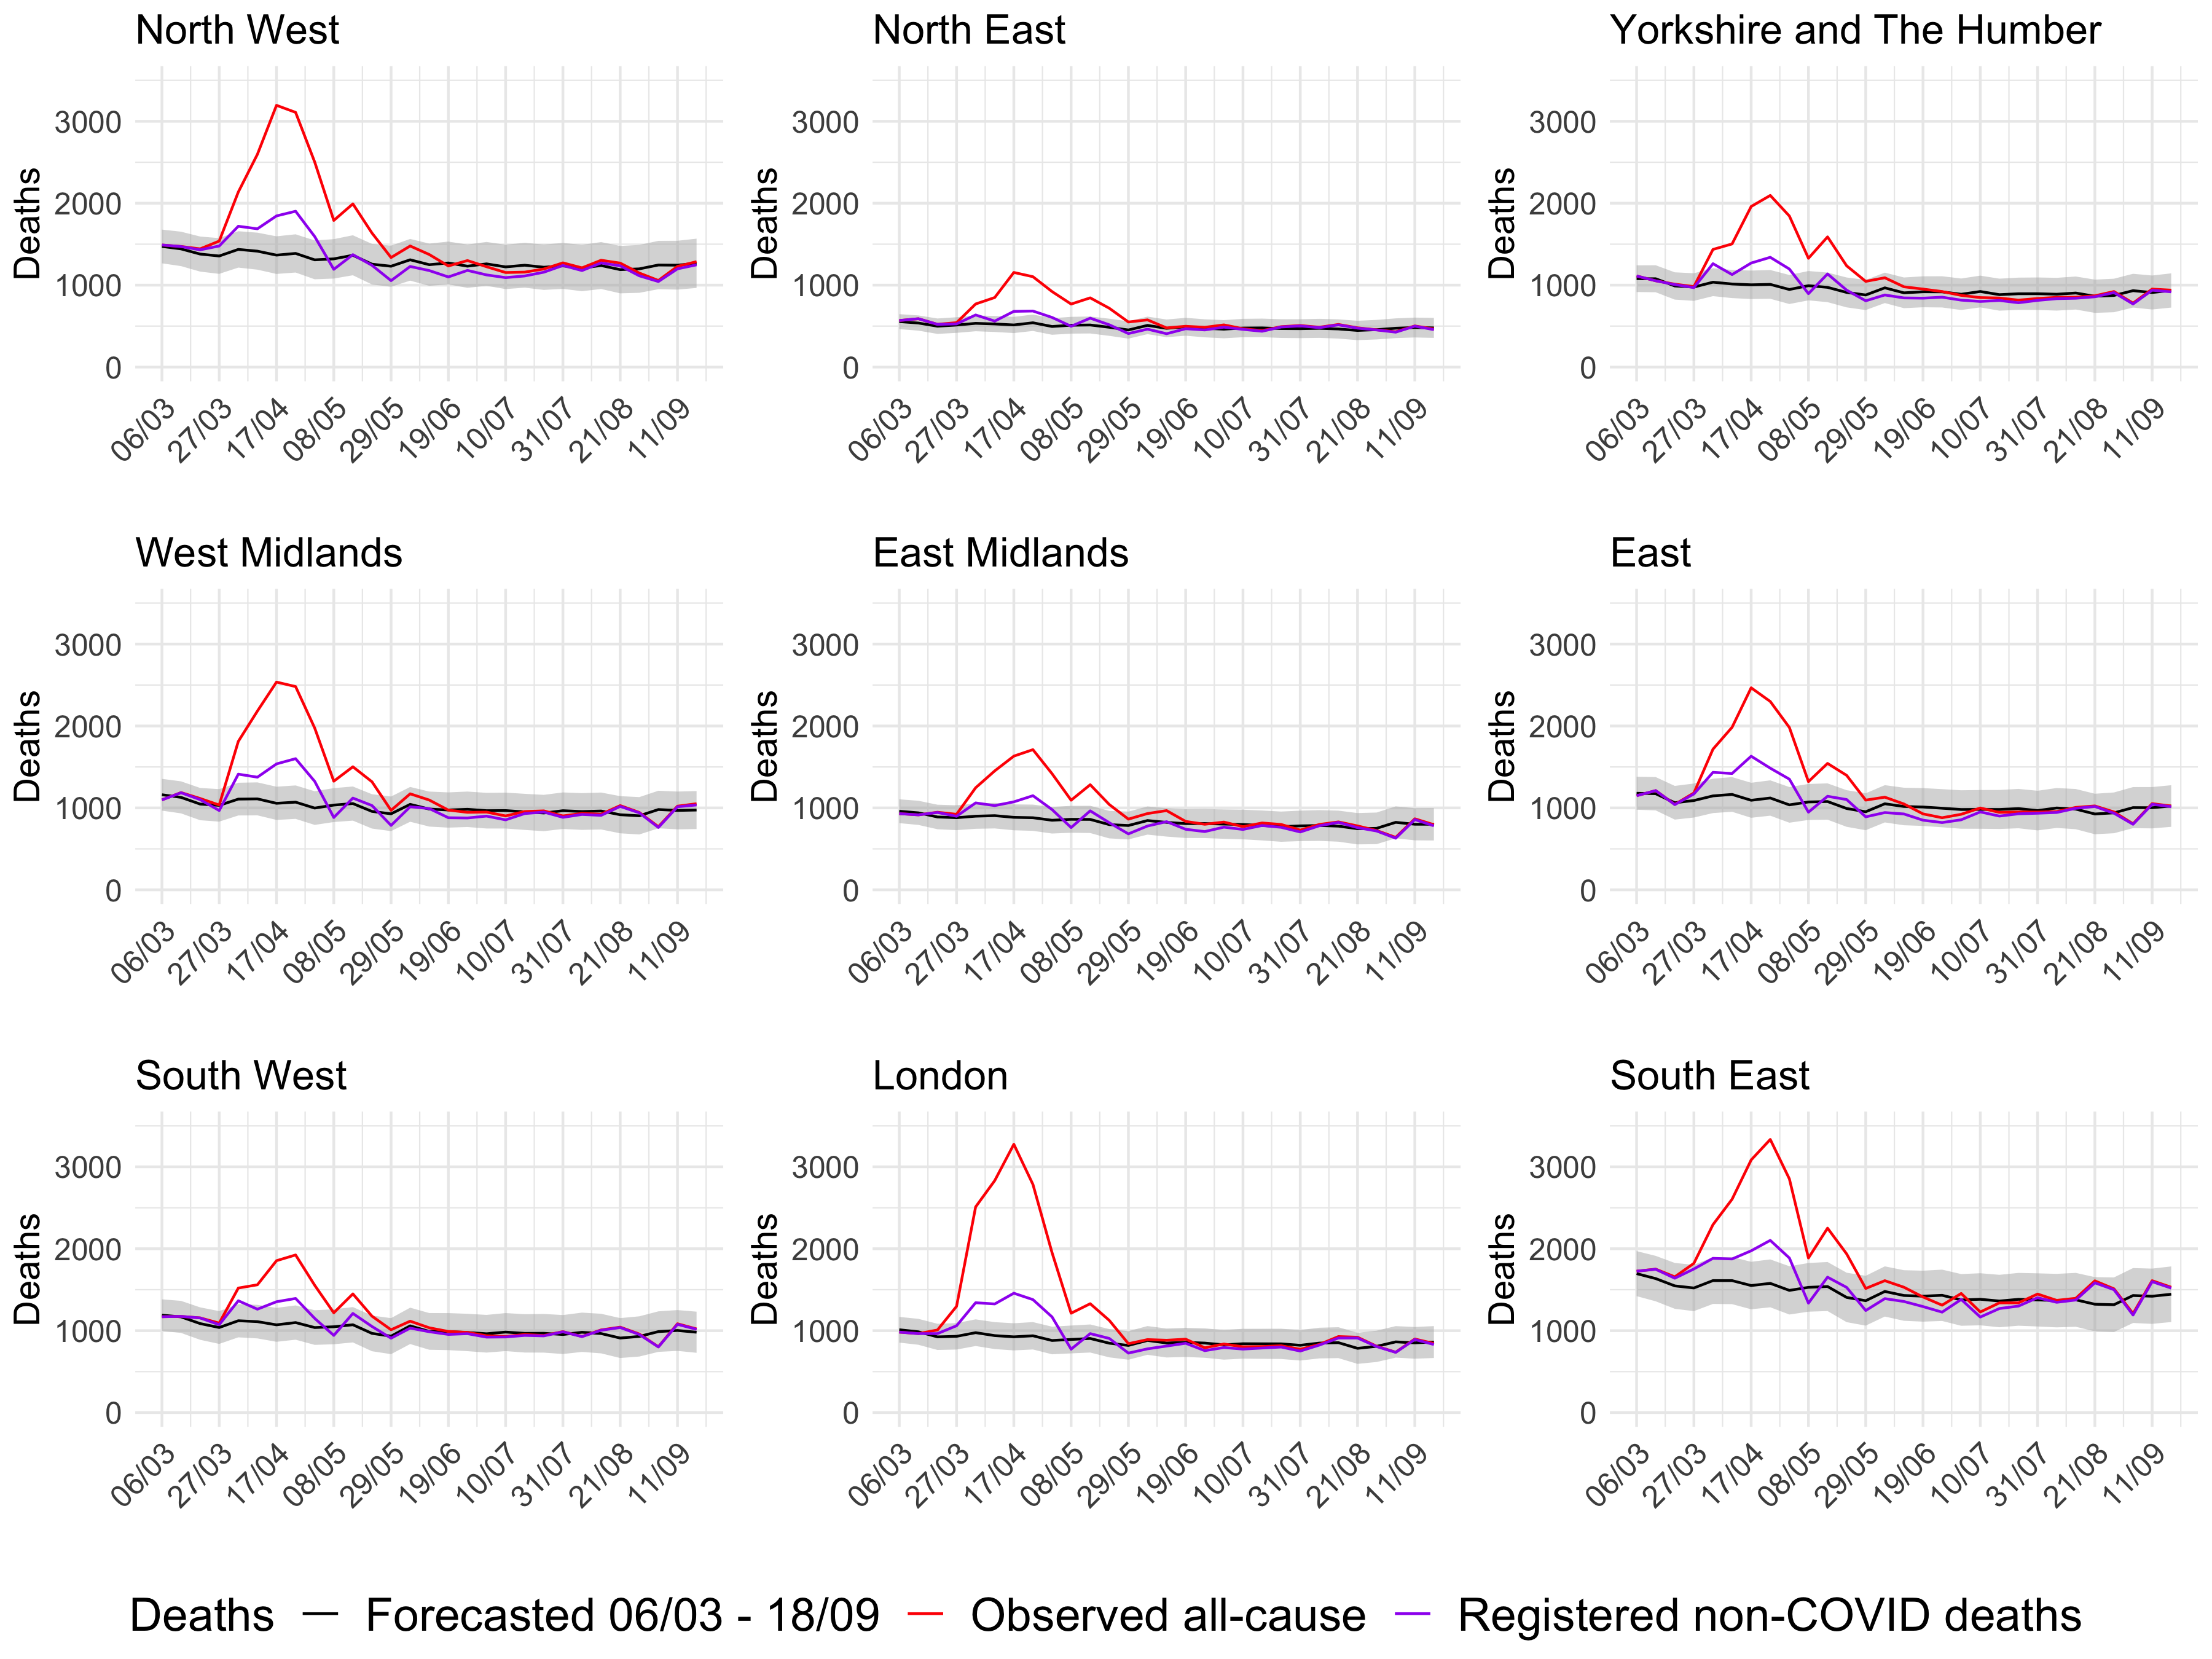 North West
North East
Yorkshire and The Humber
Deaths
3000
2000
1000
0
06/03 27/03 17/04 08/05 29/05 19/06 10/07 31/07 21/08 11/09
Deaths
3000
2000
1000
0
06/03 27/03 17/04 08/05 29/05 19/06 10/07 31/07 21/08 11/09
Deaths
3000
2000
1000
0
06/03 27/03 17/04 08/05 29/05 19/06 10/07 31/07 21/08 11/09
West Midlands
East Midlands
East
Deaths
3000
2000
1000
0
06/03 27/03 17/04 08/05 29/05 19/06 10/07 31/07 21/08 11/09
Deaths
3000
2000
1000
0
06/03 27/03 17/04 08/05 29/05 19/06 10/07 31/07 21/08 11/09
Deaths
3000
2000
1000
0
06/03 27/03 17/04 08/05 29/05 19/06 10/07 31/07 21/08 11/09
South West
London
South East
Deaths
3000
2000
1000
0
06/03 27/03 17/04 08/05 29/05 19/06 10/07 31/07 21/08 11/09
Deaths
3000
2000
1000
0
06/03 27/03 17/04 08/05 29/05 19/06 10/07 31/07 21/08 11/09
Deaths
3000
2000
1000
0
06/03 27/03 17/04 08/05 29/05 19/06 10/07 31/07 21/08 11/09
Deaths Forecasted 06/03 - 18/09 Observed all-cause Registered non-COVID deaths